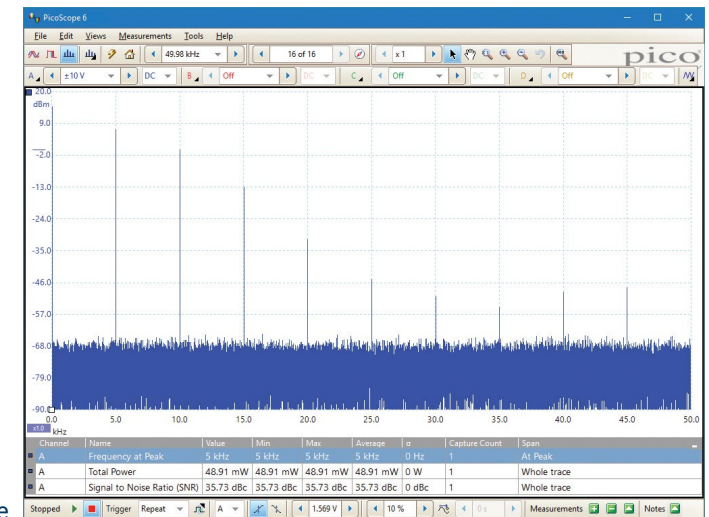 PicoScope 6
File Edit Views Measurements Tools Help
49.98 kHz 16 of 16 x 1 pico
A ±10 V DC B Off DC C Off DC D Off DC
20.0
dBm
9.0
-2.0
-13.0
-24.0
-35.0
-46.0
-57.0
-68.0
-79.0
-90.0
0.0 5.0 10.0 15.0 20.0 25.0 30.0 35.0 40.0 45.0 50.0
x1.0 kHz
Channel Name Value Min Max Average σ Capture Count Span
A Frequency at Peak 5 kHz 5 kHz 5 kHz 5 kHz 0 Hz 1 At Peak
A Total Power 48.91 mW 48.91 mW 48.91 mW 48.91 mW 0 W 1 Whole trace
A Signal to Noise Ratio (SNR) 35.73 dBc 35.73 dBc 35.73 dBc 35.73 dBc 0 dBc 1 Whole trace
Stopped Trigger Repeat A 1.569 V 10 % 0 s Measurements Notes